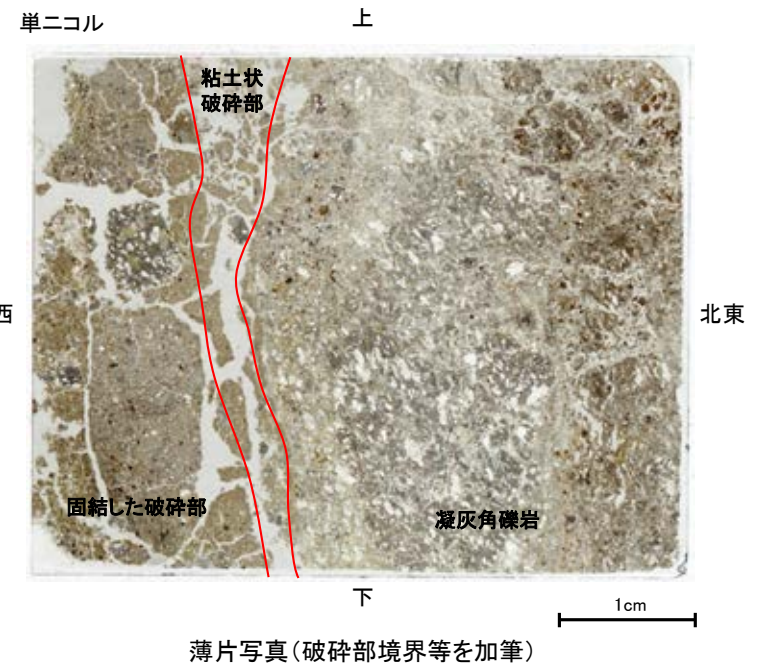 単ニコル
上
粘土状
破砕部
西
北東
固結した破砕部
凝灰角礫岩
下
1cm
薄片写真(破砕部境界等を加筆)